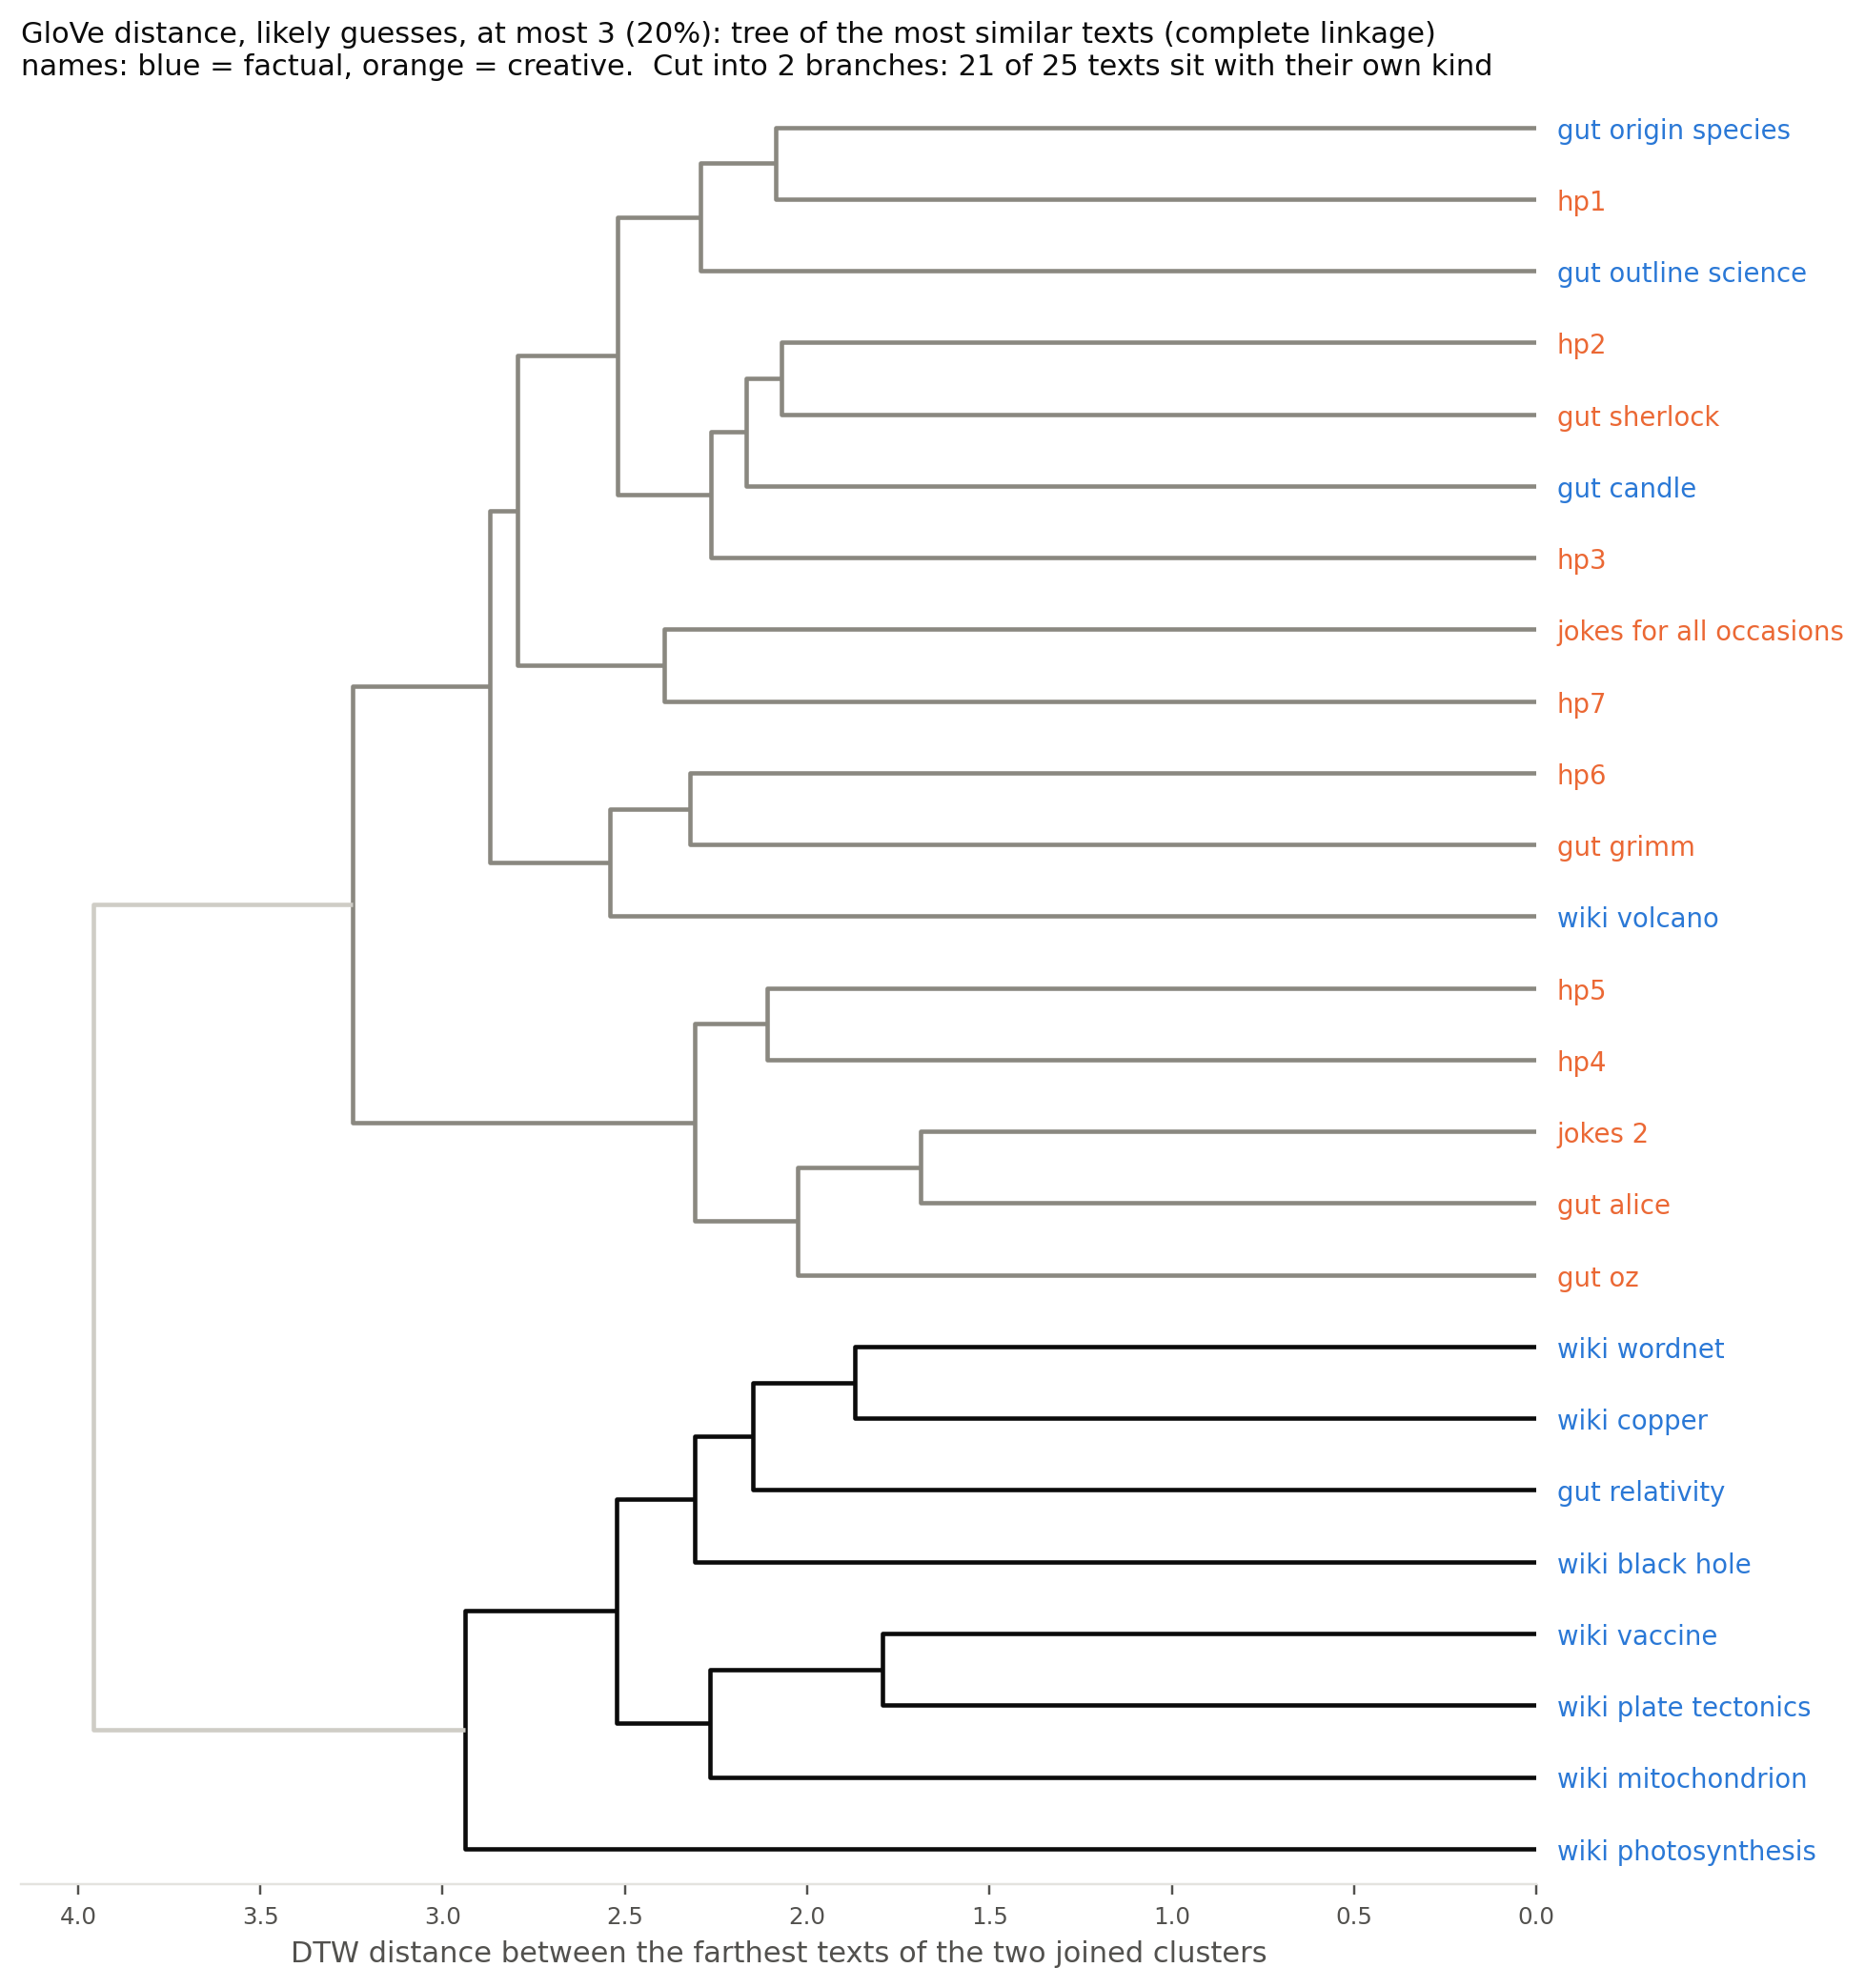 GloVe distance, likely guesses, at most 3 (20%): tree of the most similar texts (complete linkage)
names: blue = factual, orange = creative.  Cut into 2 branches: 21 of 25 texts sit with their own kind
gut origin species
hp1
gut outline science
hp2
gut sherlock
gut candle
hp3
jokes for all occasions
hp7
hp6
gut grimm
wiki volcano
hp5
hp4
jokes 2
gut alice
gut oz
wiki wordnet
wiki copper
gut relativity
wiki black hole
wiki vaccine
wiki plate tectonics
wiki mitochondrion
wiki photosynthesis
4.0 3.5 3.0 2.5 2.0 1.5 1.0 0.5 0.0
DTW distance between the farthest texts of the two joined clusters